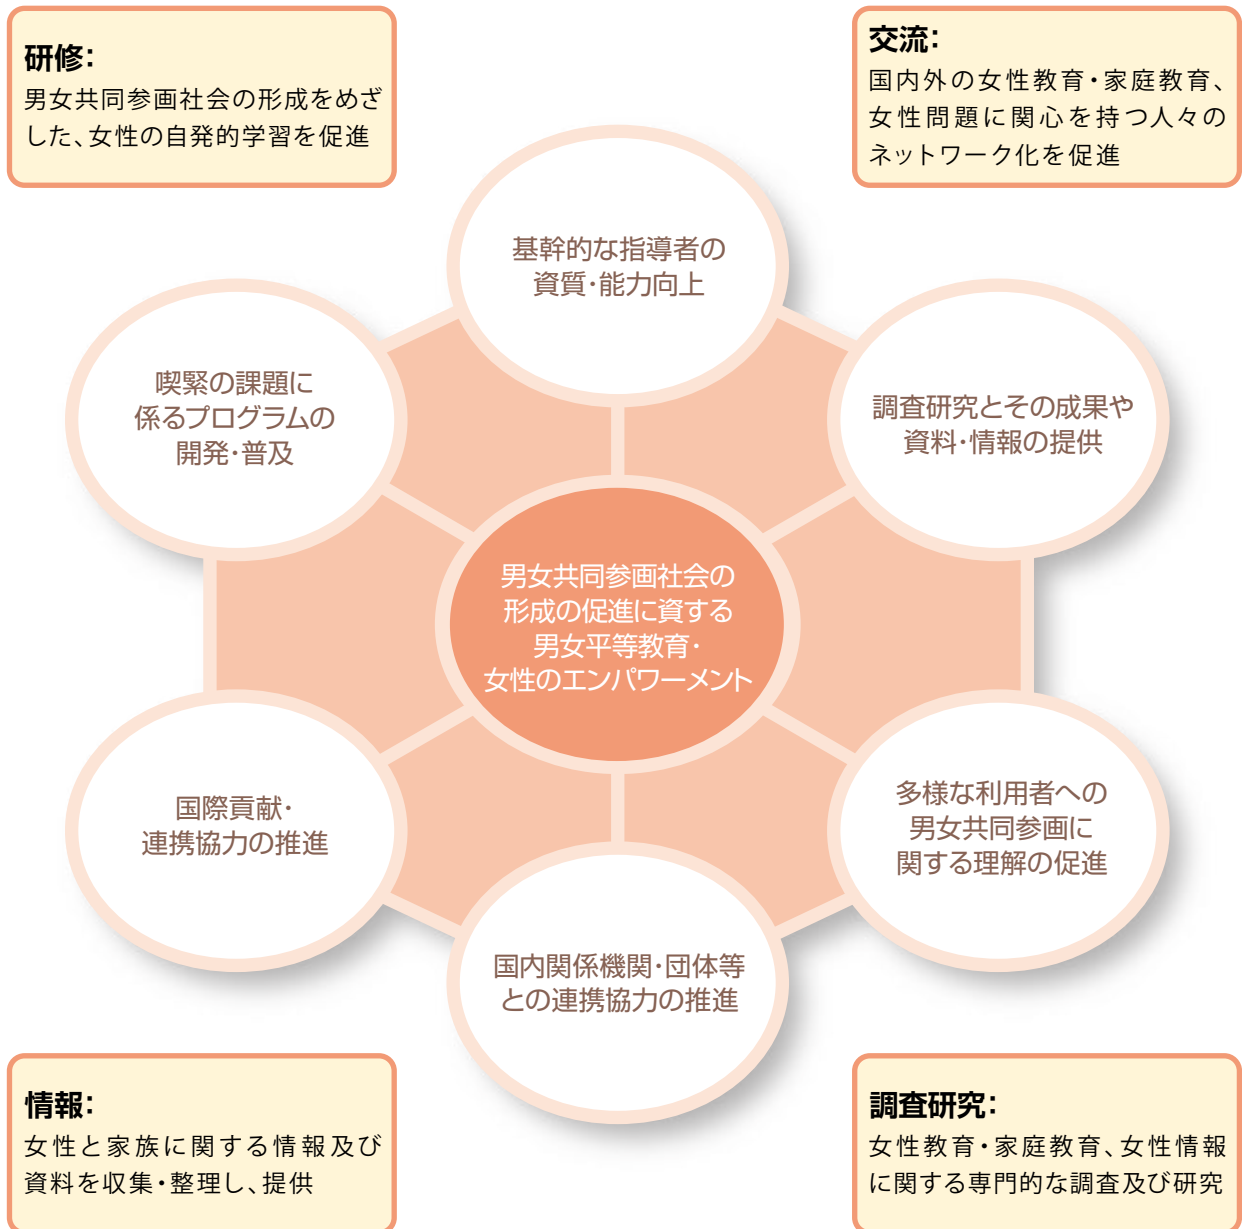 研修：
男女共同参画社会の形成をめざ
した、女性の自発的学習を促進
交流：
国内外の女性教育・家庭教育、
女性問題に関心を持つ人々の
ネットワーク化を促進
基幹的な指導者の
資質・能力向上
喫緊の課題に
係るプログラムの
開発・普及
調査研究とその成果や
資料・情報の提供
男女共同参画社会の
形成の促進に資する
男女平等教育・
女性のエンパワーメント
国際貢献・
連携協力の推進
多様な利用者への
男女共同参画に
関する理解の促進
国内関係機関・団体等
との連携協力の推進
情報：
女性と家族に関する情報及び
資料を収集・整理し、提供
調査研究：
女性教育・家庭教育、女性情報
に関する専門的な調査及び研究